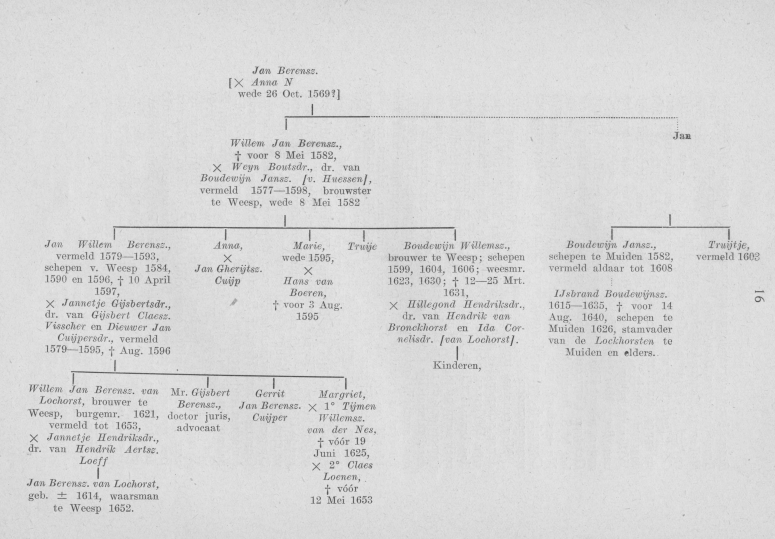 Jan Berensz.
[× Anna N
wede 26 Oct. 1569?]
Jan
Willem Jan Berensz.,
† voor 8 Mei 1582,
× Weyn Boutsdr., dr. van
Boudewijn Jansz. [v. Huessen],
vermeld 1577—1598, brouwster
te Weesp, wede 8 Mei 1582
Jan Willem Berensz.,
vermeld 1579—1593,
schepen v. Weesp 1584,
1590 en 1596, † 10 April
1597,
× Jannetje Gijsbertsdr.,
dr. van Gijsbert Claesz.
Visscher en Dieuwer Jan
Cuijpersdr., vermeld
1579—1595, † Aug. 1596
Anna,
×
Jan Gherijtsz.
Cuijp
Marie,
wede 1595,
×
Hans van
Boeren,
† voor 3 Aug.
1595
Truije
Boudewijn Willemsz.,
brouwer te Weesp; schepen
1599, 1604, 1606; weesmr.
1623, 1630; † 12—25 Mrt.
1631,
× Hillegond Hendriksdr.,
dr. van Hendrik van
Bronckhorst en Ida Cor-
nelisdr. [van Lochorst].
Kinderen,
Boudewijn Jansz.,
schepen te Muiden 1582,
vermeld aldaar tot 1608
IJsbrand Boudewijnsz.
1615—1635, † voor 14
Aug. 1640, schepen te
Muiden 1626, stamvader
van de Lockhorsten te
Muiden en elders.
Truijtje,
vermeld 1603
16
Willem Jan Berensz. van
Lochorst, brouwer te
Weesp, burgemr. 1621,
vermeld tot 1653,
× Jannetje Hendriksdr.,
dr. van Hendrik Aertsz.
Loeff
Jan Berensz. van Lochorst,
geb. ± 1614, waarsman
te Weesp 1652.
Mr. Gijsbert
Berensz.,
doctor juris,
advocaat
Gerrit
Jan Berensz.
Cuijper
Margriet,
× 1° Tijmen
Willemsz.
van der Nes,
† vóór 19
Juni 1625,
× 2° Claes
Loenen,
† vóór
12 Mei 1653